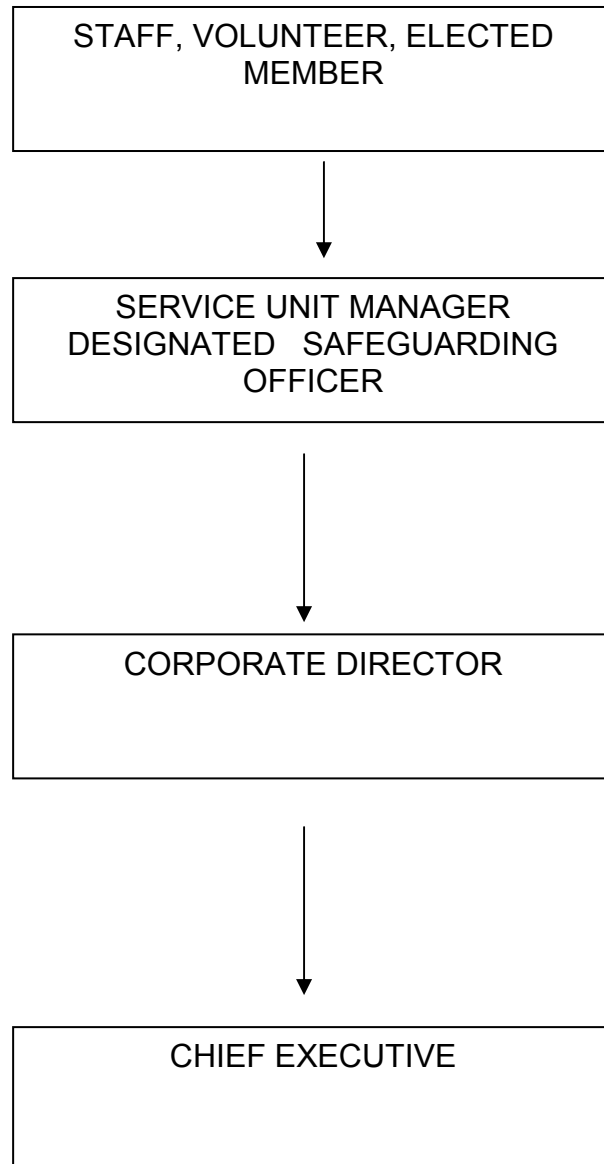 STAFF, VOLUNTEER, ELECTED
MEMBER
SERVICE UNIT MANAGER
DESIGNATED SAFEGUARDING
OFFICER
CORPORATE DIRECTOR
CHIEF EXECUTIVE